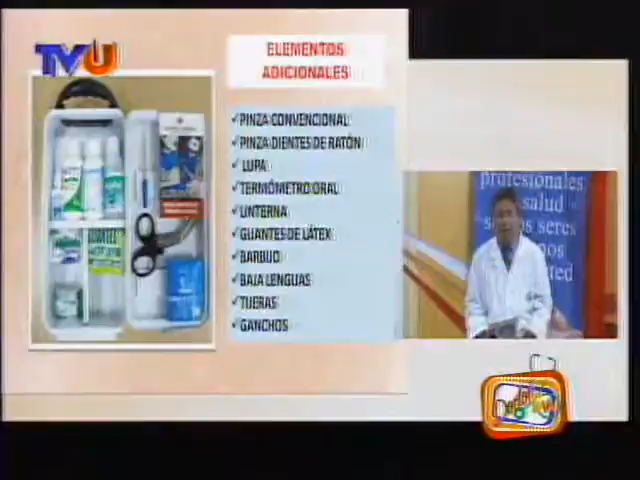 TVU
ELEMENTOS
ADICIONALES
PINZA CONVENCIONAL
PINZA DIENTES DE RATÓN
LUPA
TERMÓMETRO ORAL
LINTERNA
GUANTES DE LÁTEX
BARBIJO
BAJA LENGUAS
TIJERAS
GANCHOS
profesionales
salud
seres